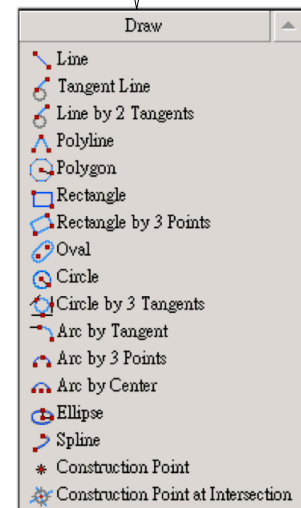 Draw
Line
Tangent Line
Line by 2 Tangents
Polyline
Polygon
Rectangle
Rectangle by 3 Points
Oval
Circle
Circle by 3 Tangents
Arc by Tangent
Arc by 3 Points
Arc by Center
Ellipse
Spline
Construction Point
Construction Point at Intersection